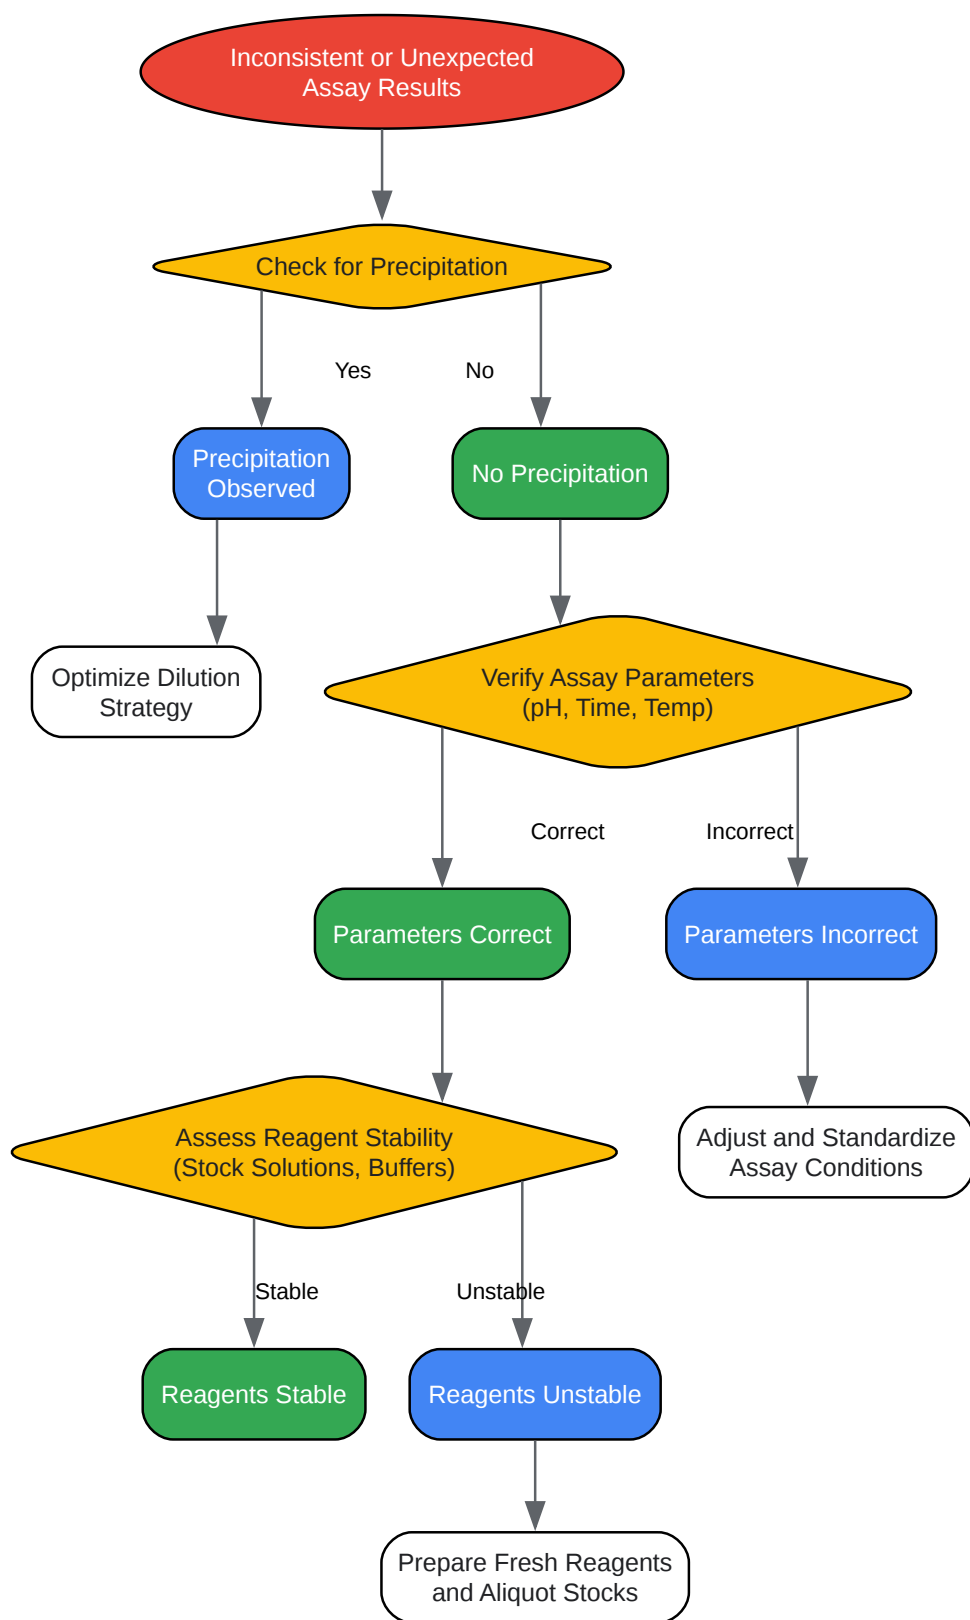 Inconsistent or Unexpected
Assay Results
Check for Precipitation
Yes
No
Precipitation
Observed
No Precipitation
Optimize Dilution
Strategy
Verify Assay Parameters
(pH, Time, Temp)
Correct
Incorrect
Parameters Correct
Parameters Incorrect
Assess Reagent Stability
(Stock Solutions, Buffers)
Adjust and Standardize
Assay Conditions
Stable
Unstable
Reagents Stable
Reagents Unstable
Prepare Fresh Reagents
and Aliquot Stocks